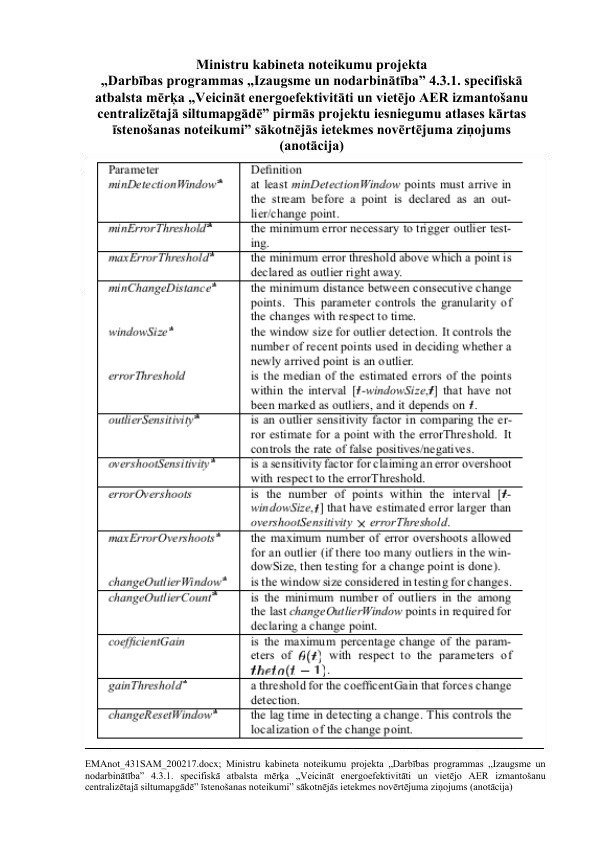 Ministru kabineta noteikumu projekta
„Darbības programmas „Izaugsme un nodarbinātība” 4.3.1. specifiskā
atbalsta mērķa „Veicināt energoefektivitāti un vietējo AER izmantošanu
centralizētajā siltumapgādē” pirmās projektu iesniegumu atlases kārtas
īstenošanas noteikumi” sākotnējās ietekmes novērtējuma ziņojums
(anotācija)
Parameter Definition
minDetectionWindow* at least minDetectionWindow points must arrive in
the stream before a point is declared as an out-
lier/change point.
minErrorThreshold* the minimum error necessary to trigger outlier test-
ing.
maxErrorThreshold* the minimum error threshold above which a point is
declared as outlier right away.
minChangeDistance* the minimum distance between consecutive change
points. This parameter controls the granularity of
the changes with respect to time.
windowSize* the window size for outlier detection. It controls the
number of recent points used in deciding whether a
newly arrived point is an outlier.
errorThreshold is the median of the estimated errors of the points
within the interval [t-windowSize,t] that have not
been marked as outliers, and it depends on t.
outlierSensitivity* is an outlier sensitivity factor in comparing the er-
ror estimate for a point with the errorThreshold. It
controls the rate of false positives/negatives.
overshootSensitivity* is a sensitivity factor for claiming an error overshoot
with respect to the errorThreshold.
errorOvershoots is the number of points within the interval [t-
windowSize,t] that have estimated error larger than
overshootSensitivity × errorThreshold.
maxErrorOvershoots* the maximum number of error overshoots allowed
for an outlier (if there too many outliers in the win-
dowSize, then testing for a change point is done).
changeOutlierWindow* is the window size considered in testing for changes.
changeOutlierCount* is the minimum number of outliers in the among
the last changeOutlierWindow points in required for
declaring a change point.
coefficientGain is the maximum percentage change of the param-
eters of θ(t) with respect to the parameters of
theta(t − 1).
gainThreshold* a threshold for the coefficentGain that forces change
detection.
changeResetWindow* the lag time in detecting a change. This controls the
localization of the change point.
EMAnot_431SAM_200217.docx; Ministru kabineta noteikumu projekta „Darbības programmas „Izaugsme un
nodarbinātība” 4.3.1. specifiskā atbalsta mērķa „Veicināt energoefektivitāti un vietējo AER izmantošanu
centralizētajā siltumapgādē” īstenošanas noteikumi” sākotnējās ietekmes novērtējuma ziņojums (anotācija)